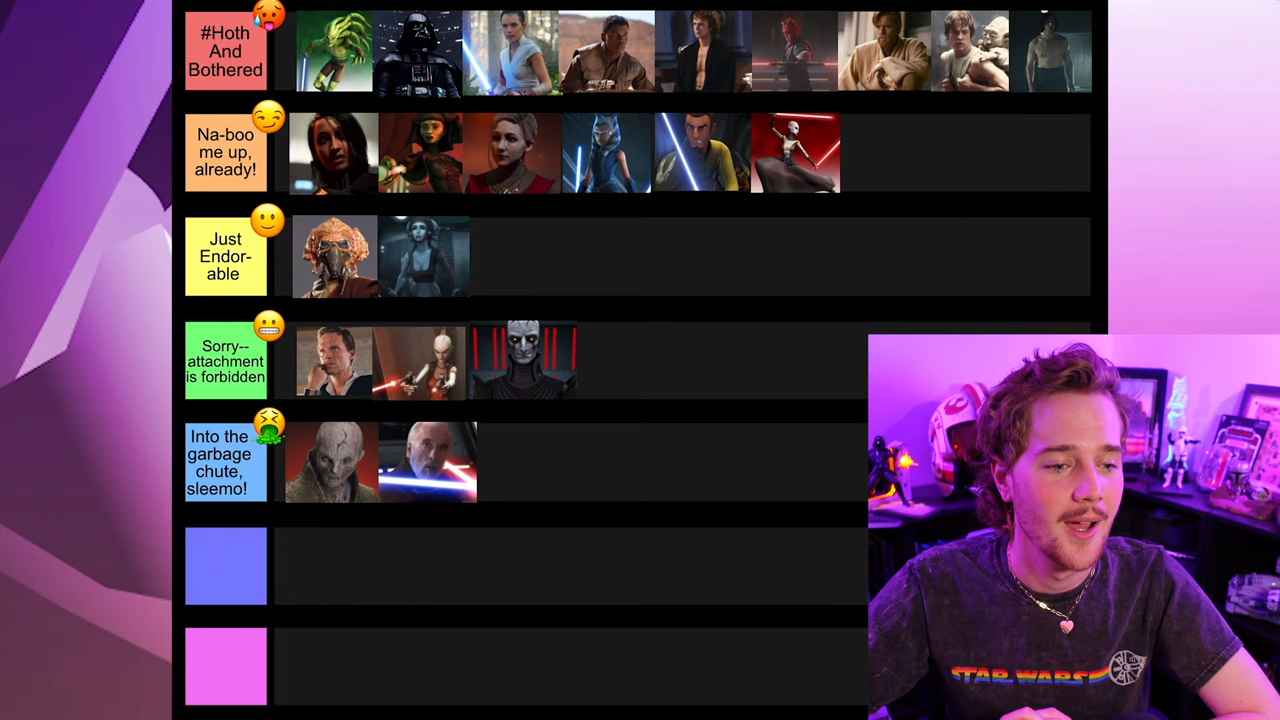 #Hoth
And
Bothered
Na-boo
me up,
already!
Just
Endor-
able
Sorry--
attachment
is forbidden
Into the
garbage
chute,
sleemo!
STAR WARS